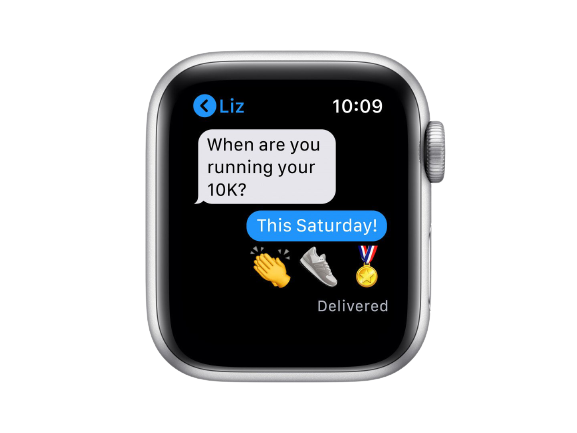 Liz 10:09
When are you
running your
10K?
This Saturday!
👏 👟 🏅
Delivered